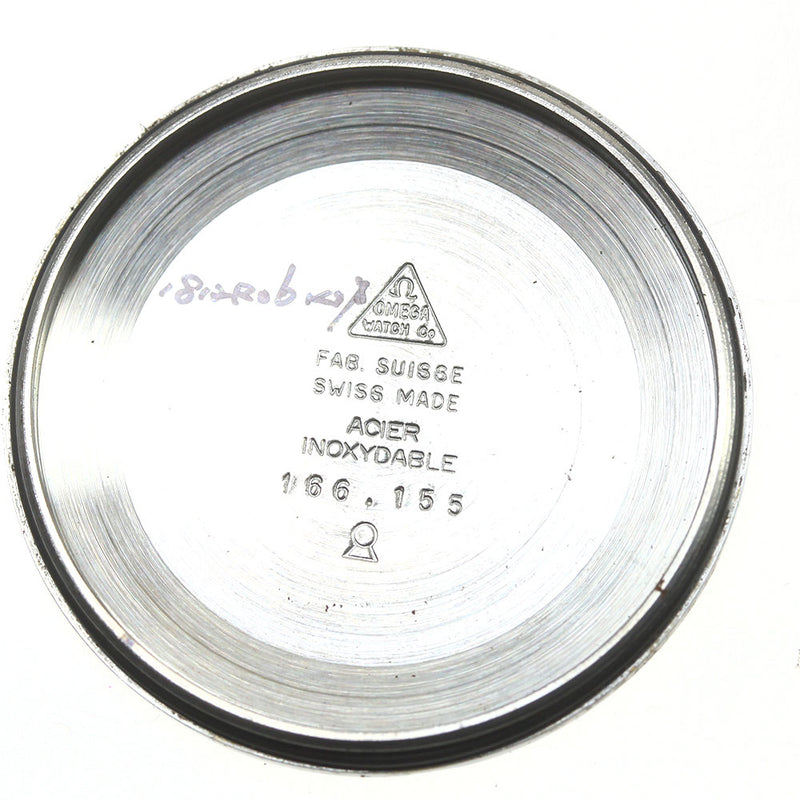 Ω
OMEGA
WATCH Co
FAB. SUISSE
SWISS MADE
ACIER
INOXYDABLE
166.155